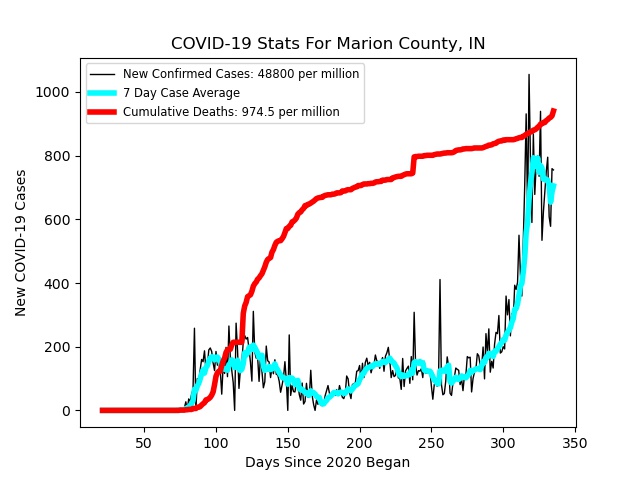 COVID-19 Stats For Marion County, IN
New Confirmed Cases: 48800 per million
7 Day Case Average
Cumulative Deaths: 974.5 per million
New COVID-19 Cases
1000
800
600
400
200
0
50 100 150 200 250 300 350
Days Since 2020 Began